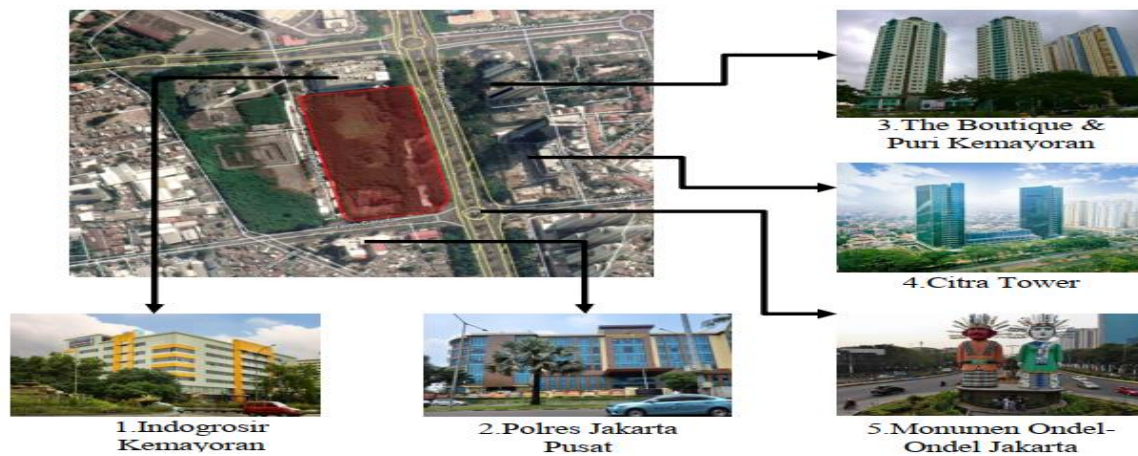 3.The Boutique &
Puri Kemayoran
4.Citra Tower
1.Indogrosir
Kemayoran
2.Polres Jakarta
Pusat
5.Monumen Ondel-
Ondel Jakarta